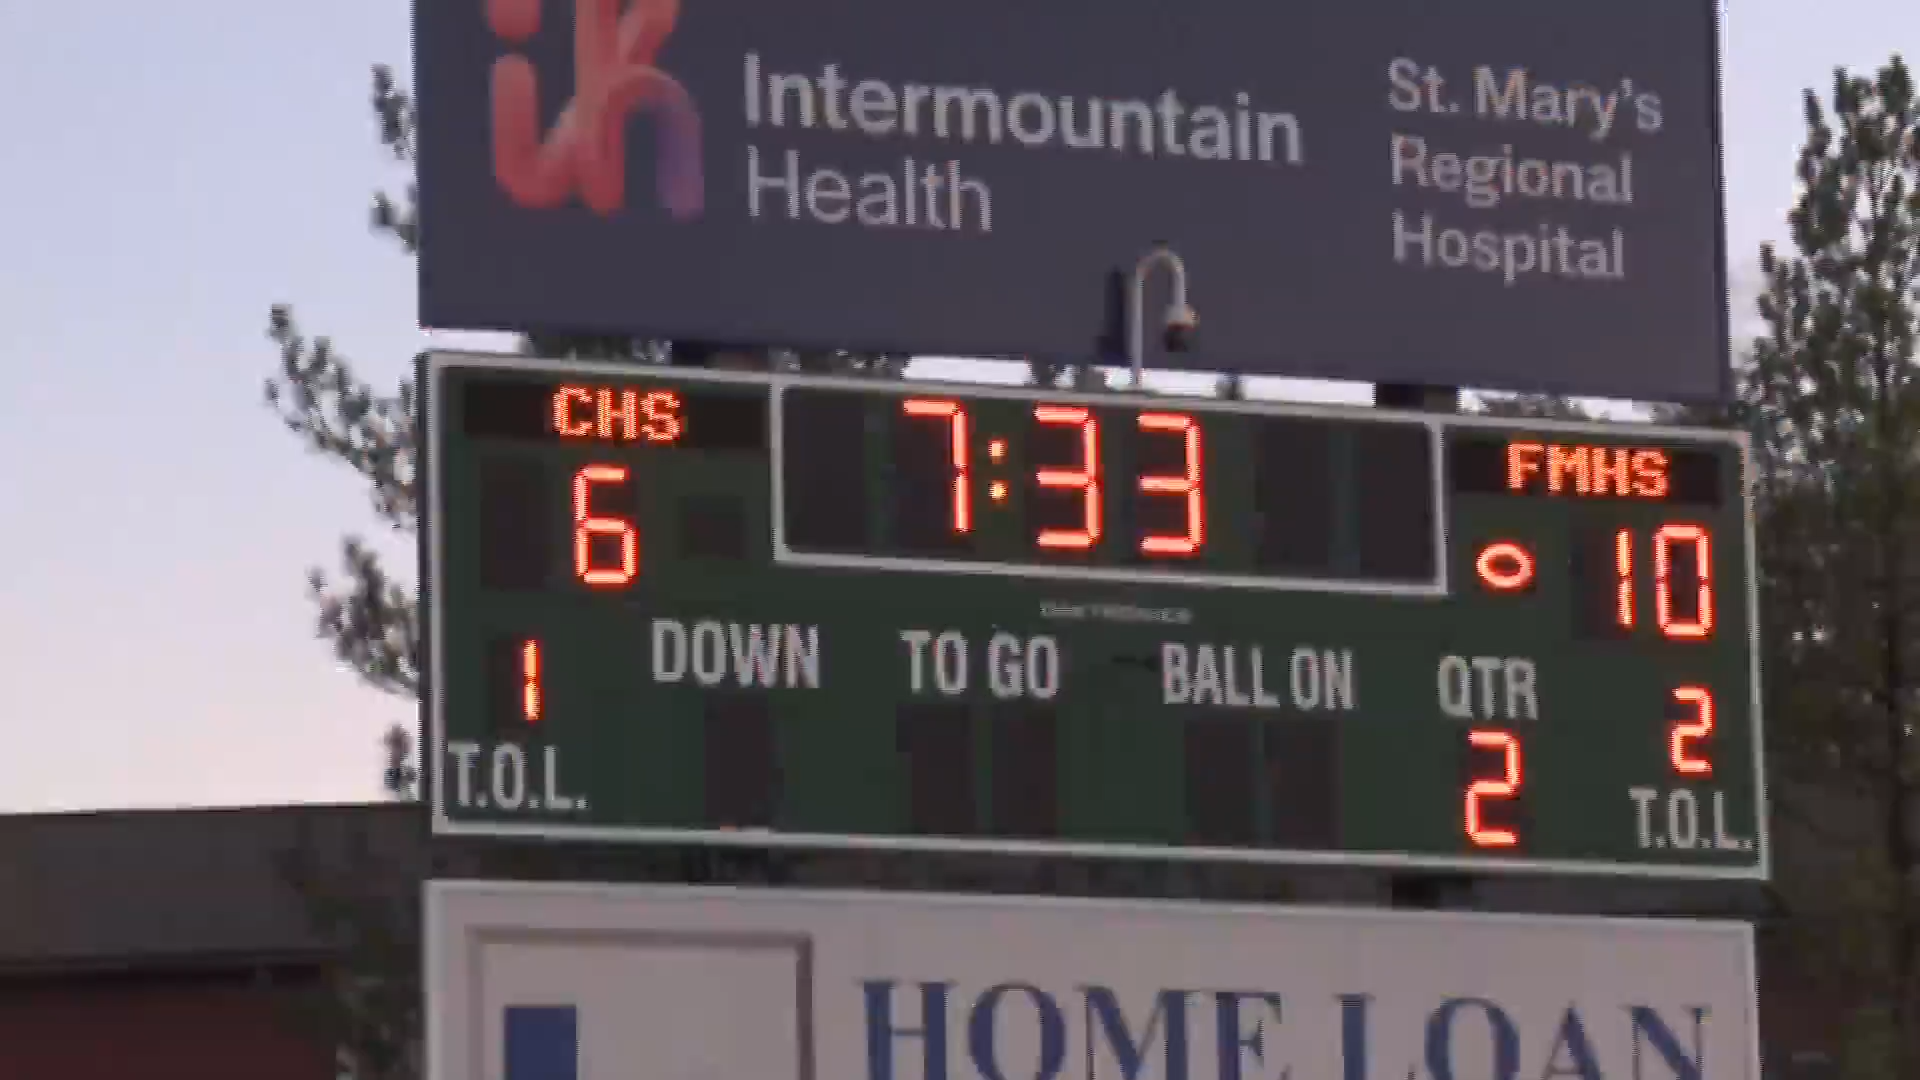 ih
Intermountain
Health
St. Mary's
Regional
Hospital
CHS
7:33
FMHS
6
10
DOWN
TO GO
BALL ON
QTR
1
2
2
T.O.L.
T.O.L.
HOME LOAN